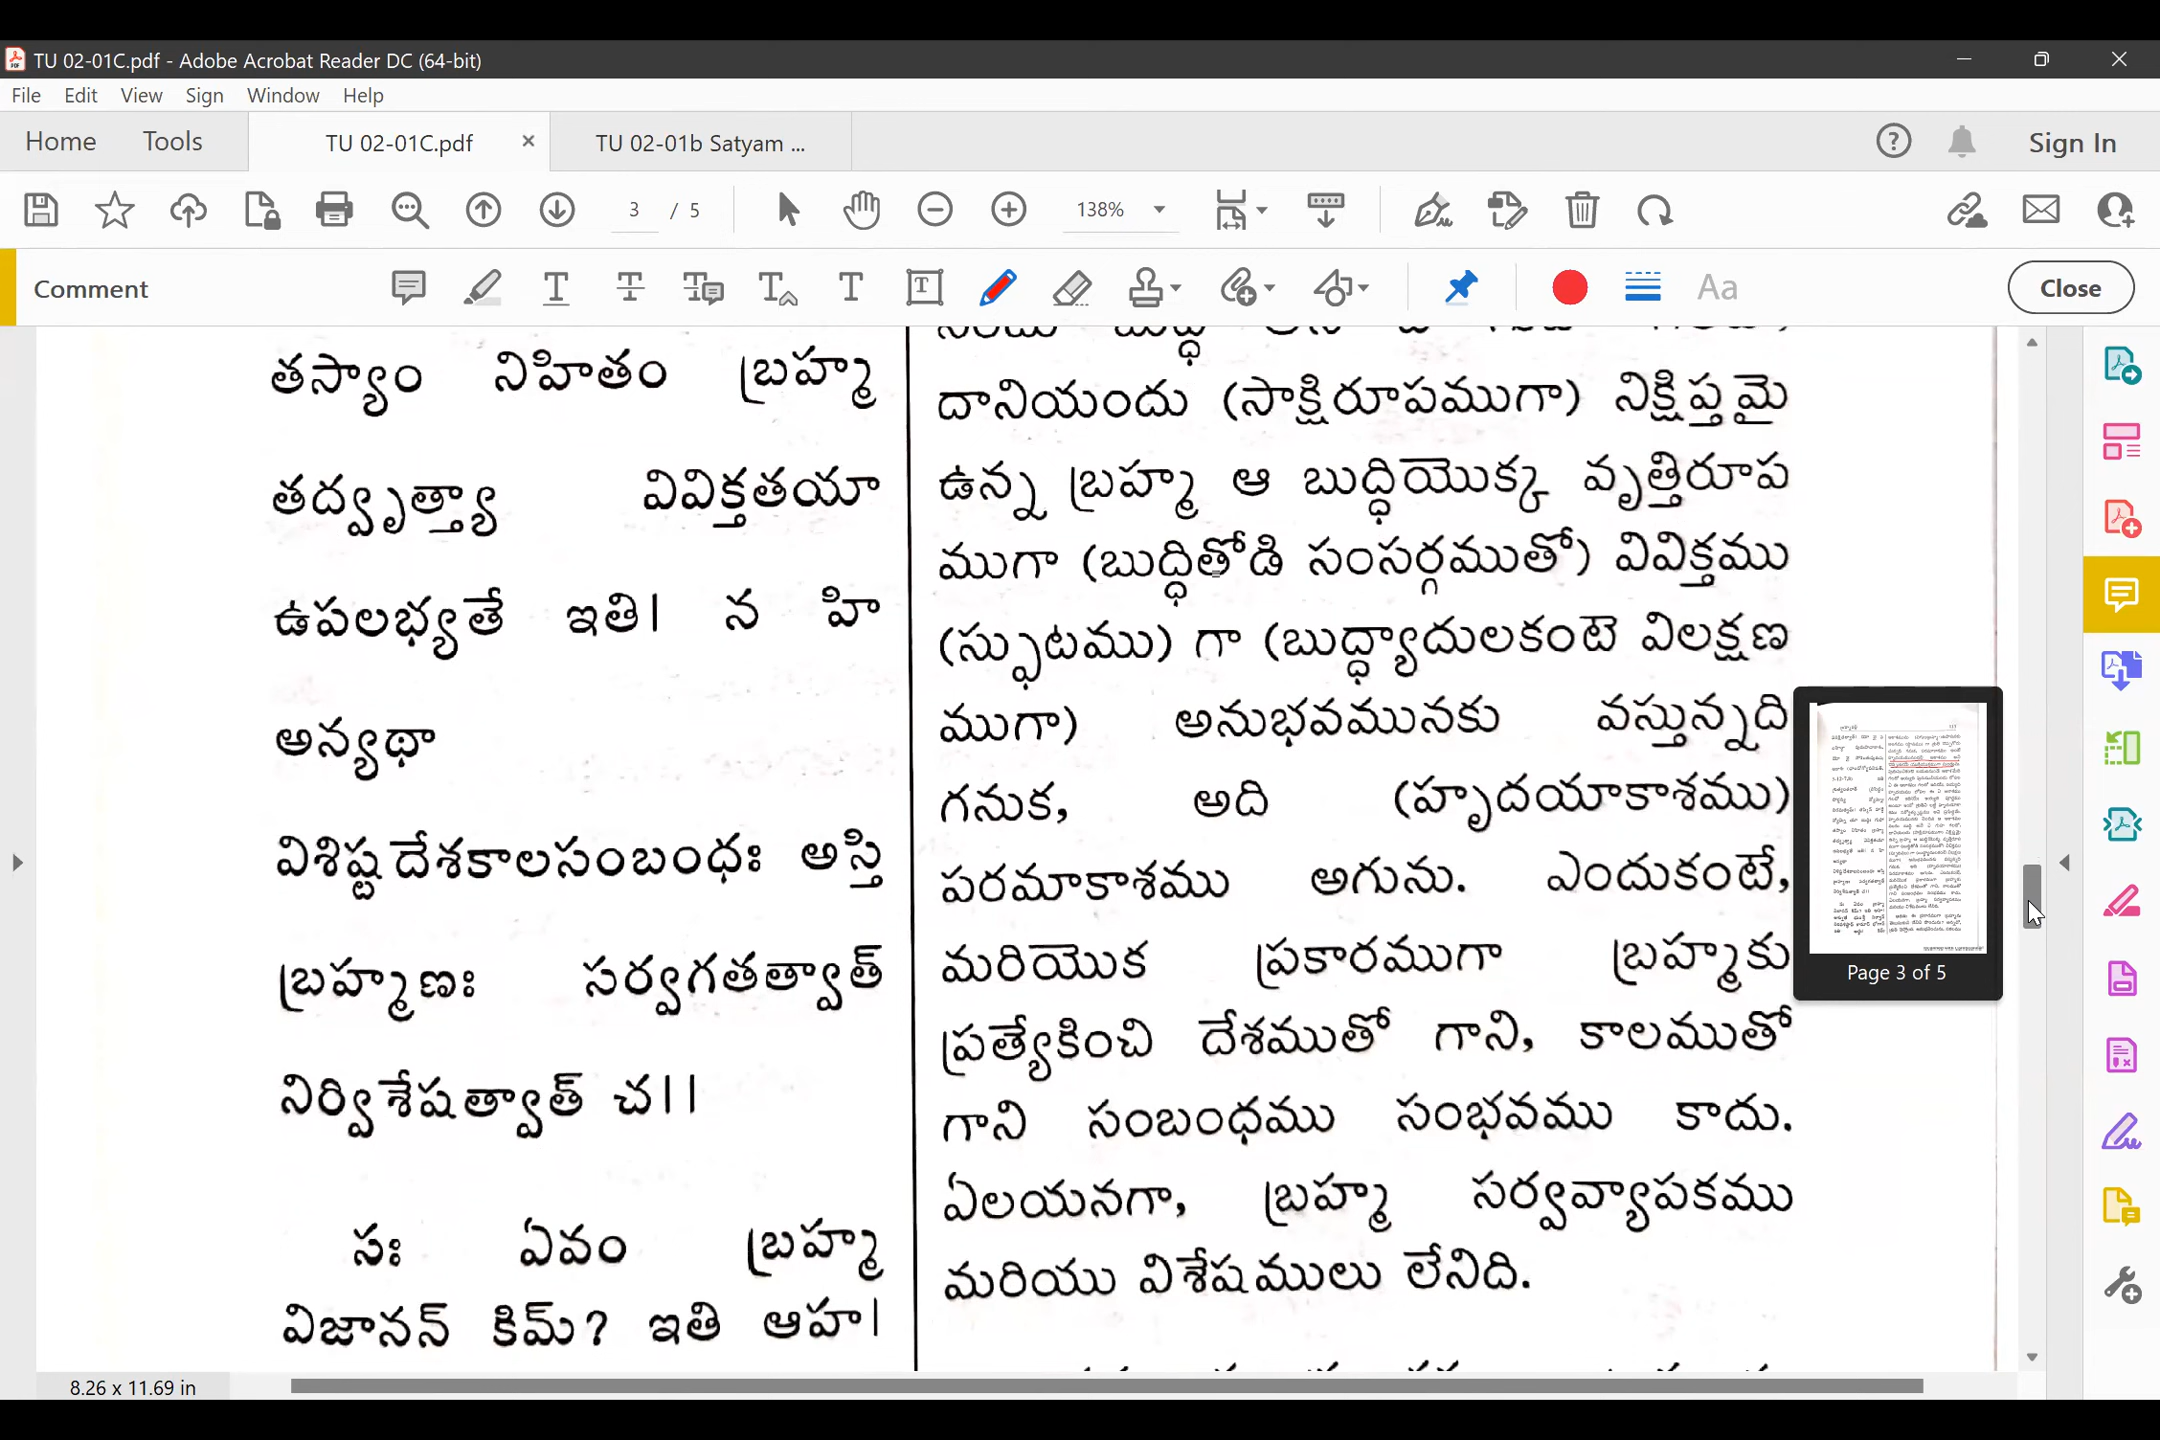 TU 02-01C.pdf - Adobe Acrobat Reader DC (64-bit)
File Edit View Sign Window Help
Home Tools TU 02-01C.pdf TU 02-01b Satyam ... Sign In
3 / 5 138%
Comment Close
తస్యాం నిహితం బ్రహ్మ
తద్వృత్త్యా వివిక్తతయా
ఉపలభ్యతే ఇతి। న హి
అన్యథా
విశిష్టదేశకాలసంబంధః అస్తి
బ్రహ్మణః సర్వగతత్వాత్
నిర్విశేషత్వాత్ చ।।
సః ఏవం బ్రహ్మ
విజానన్ కిమ్? ఇతి ఆహ।
దానియందు (సాక్షిరూపముగా) నిక్షిప్తమై
ఉన్న బ్రహ్మ ఆ బుద్ధియొక్క వృత్తిరూప
ముగా (బుద్ధితోడి సంసర్గముతో) వివిక్తము
(స్ఫుటము) గా (బుద్ధ్యాదులకంటె విలక్షణ
ముగా) అనుభవమునకు వస్తున్నది
గనుక, అది (హృదయాకాశము)
పరమాకాశము అగును. ఎందుకంటే,
మరియొక ప్రకారముగా బ్రహ్మకు
ప్రత్యేకించి దేశముతో గాని, కాలముతో
గాని సంబంధము సంభవము కాదు.
ఏలయనగా, బ్రహ్మ సర్వవ్యాపకము
మరియు విశేషములు లేనిది.
Page 3 of 5
8.26 x 11.69 in